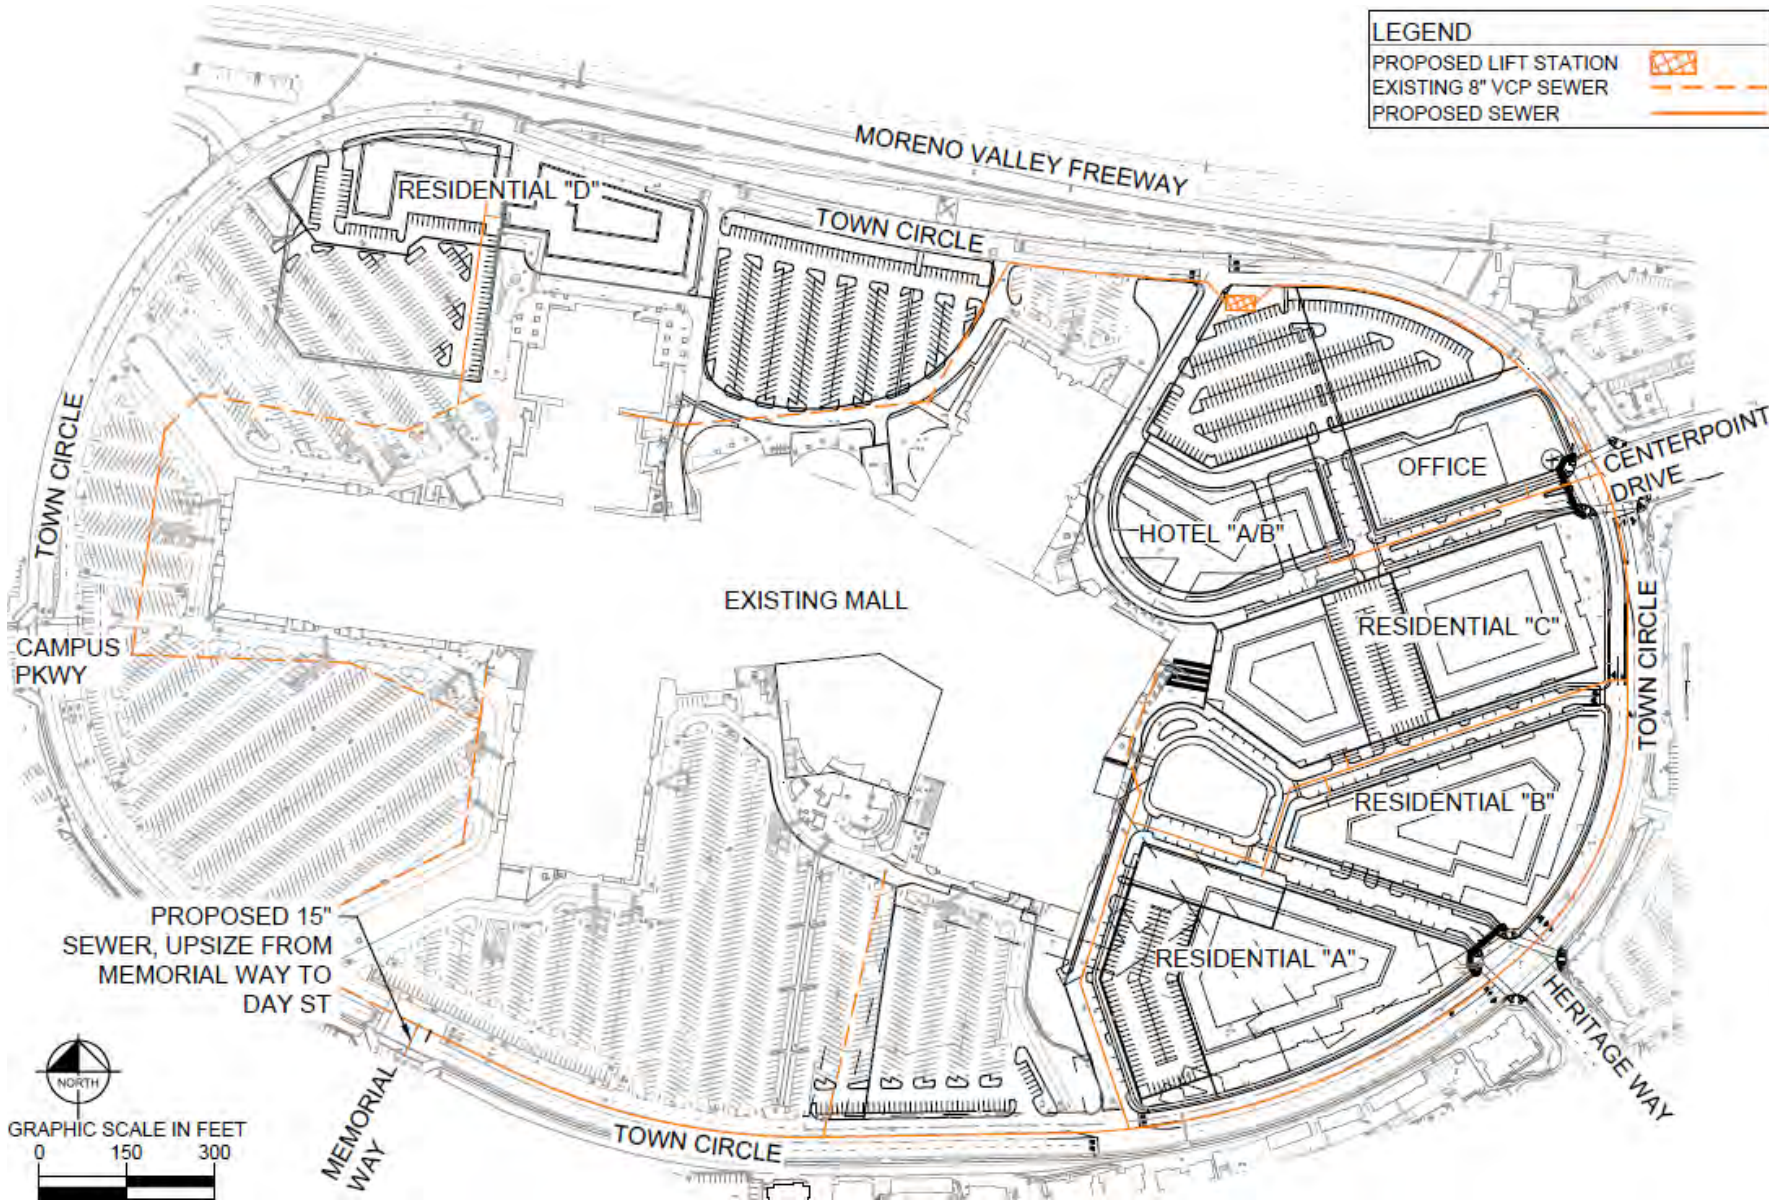 LEGEND
PROPOSED LIFT STATION
EXISTING 8" VCP SEWER
PROPOSED SEWER
MORENO VALLEY FREEWAY
RESIDENTIAL "D"
TOWN CIRCLE
TOWN CIRCLE
CENTERPOINT
DRIVE
OFFICE
HOTEL "A/B"
EXISTING MALL
RESIDENTIAL "C"
TOWN CIRCLE
CAMPUS
PKWY
RESIDENTIAL "B"
PROPOSED 15"
SEWER, UPSIZE FROM
MEMORIAL WAY TO
DAY ST
RESIDENTIAL "A"
HERITAGE WAY
NORTH
MEMORIAL
WAY
TOWN CIRCLE
GRAPHIC SCALE IN FEET
0 150 300